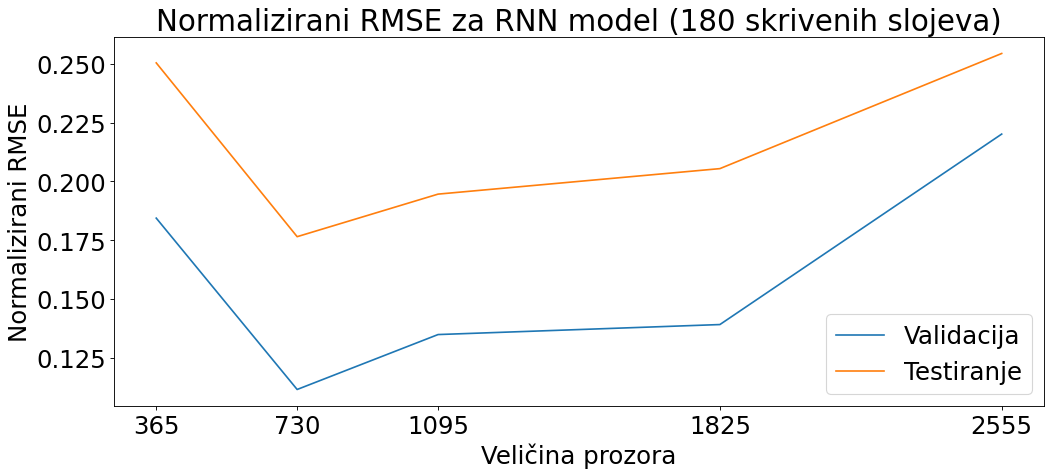 Normalizirani RMSE za RNN model (180 skrivenih slojeva)
Normalizirani RMSE
0.250
0.225
0.200
0.175
0.150
0.125
365 730 1095 1825 2555
Veličina prozora
Validacija
Testiranje